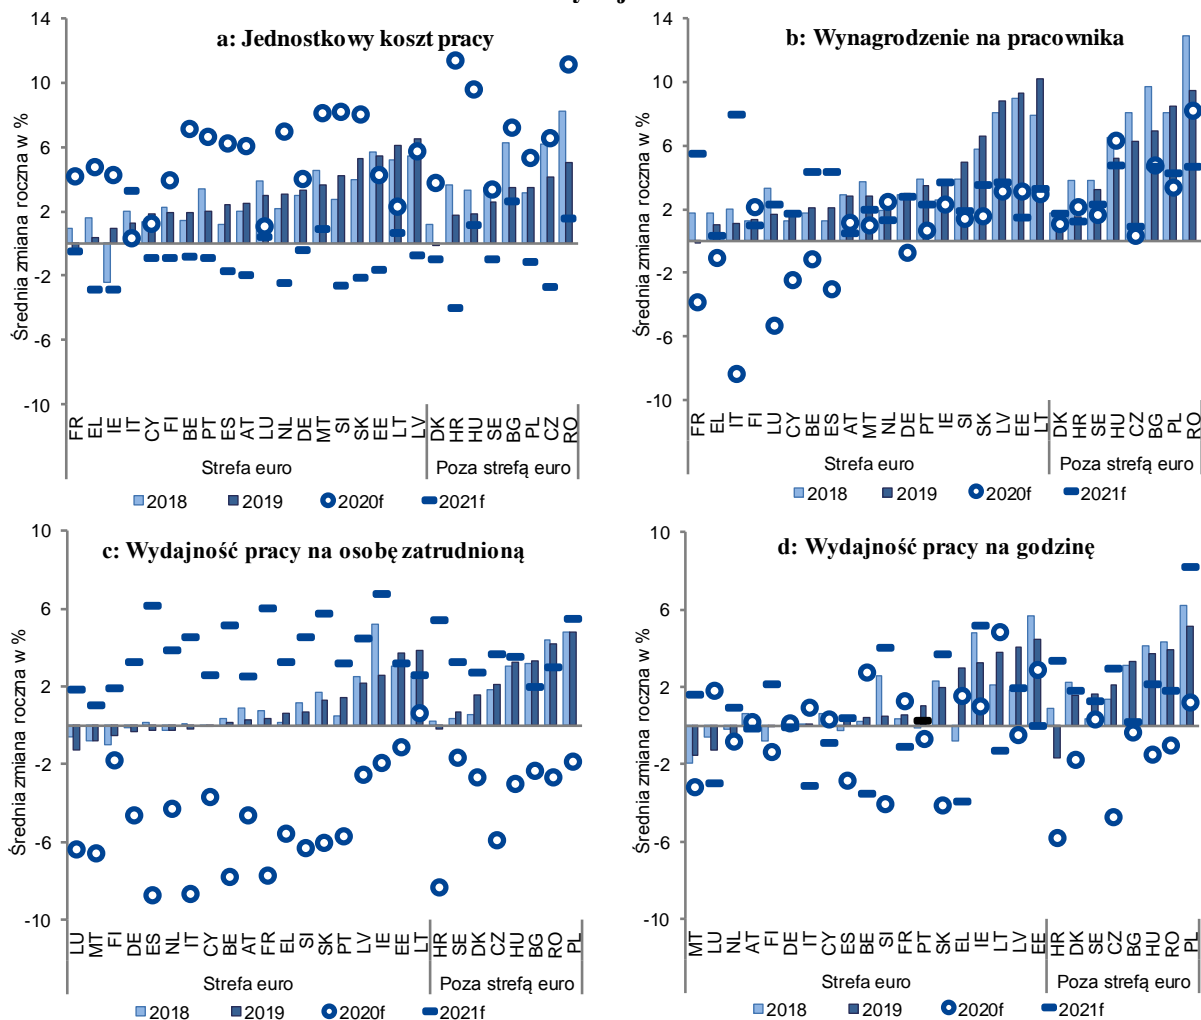 a: Jednostkowy koszt pracy
14
10
6
2
-2
-6
-10
Średnia zmiana roczna w %
FR EL IE IT CY FI BE PT ES AT LU NL DE MT SI SK EE LT LV DK HR HU SE BG PL CZ RO
Strefa euro Poza strefą euro
2018 2019 2020f 2021f
b: Wynagrodzenie na pracownika
14
10
6
2
-2
-6
-10
Średnia zmiana roczna w %
FR EL IT FI LU CY BE ES AT MT NL DE PT IE SI SK LV EE LT DK HR SE HU CZ BG PL RO
Strefa euro Poza strefą euro
2018 2019 2020f 2021f
c: Wydajność pracy na osobę zatrudnioną
10
6
2
-2
-6
-10
Średnia zmiana roczna w %
LU MT FI DE ES NL IT CY BE AT FR EL SI SK PT LV IE EE LT HR SE DK CZ HU BG RO PL
Strefa euro Poza strefą euro
2018 2019 2020f 2021f
d: Wydajność pracy na godzinę
10
6
2
-2
-6
-10
Średnia zmiana roczna w %
MT LU NL AT FI DE IT CY ES BE SI FR PT SK EL IE LT LV EE HR DK SE CZ BG HU RO PL
Strefa euro Poza strefą euro
2018 2019 2020f 2021f